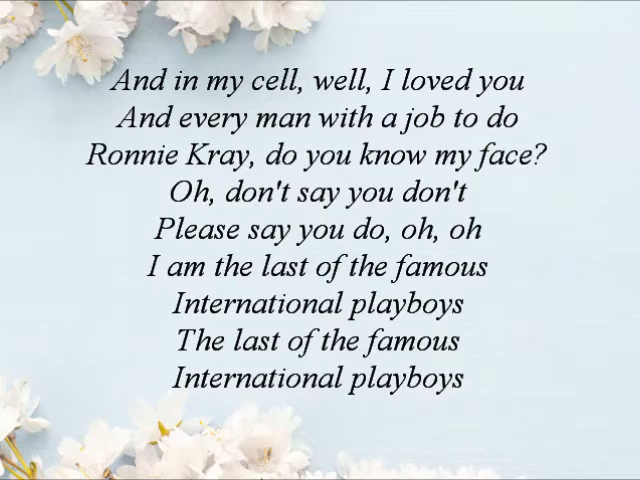 And in my cell, well, I loved you
And every man with a job to do
Ronnie Kray, do you know my face?
Oh, don't say you don't
Please say you do, oh, oh
I am the last of the famous
International playboys
The last of the famous
International playboys